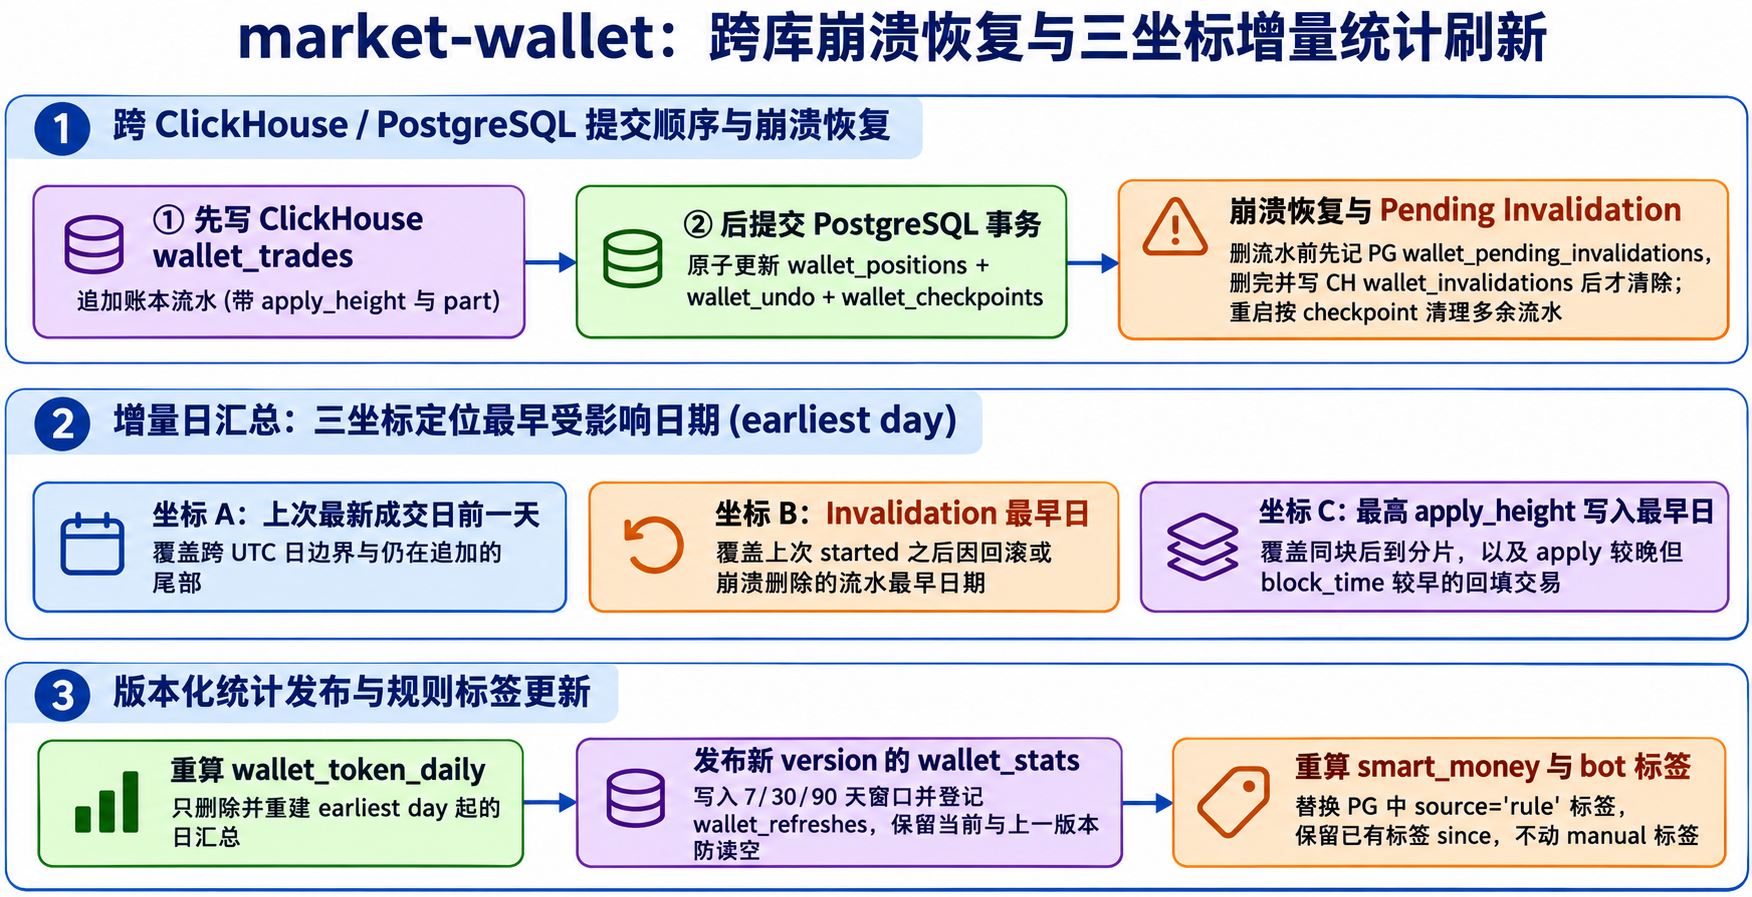 market-wallet：跨库崩溃恢复与三坐标增量统计刷新
1 跨 ClickHouse / PostgreSQL 提交顺序与崩溃恢复
① 先写 ClickHouse
wallet_trades
追加账本流水 (带 apply_height 与 part)
② 后提交 PostgreSQL 事务
原子更新 wallet_positions +
wallet_undo + wallet_checkpoints
崩溃恢复与 Pending Invalidation
删流水前先记 PG wallet_pending_invalidations,
删完并写 CH wallet_invalidations 后才清除；
重启按 checkpoint 清理多余流水
2 增量日汇总：三坐标定位最早受影响日期 (earliest day)
坐标 A：上次最新成交日前一天
覆盖跨 UTC 日边界与仍在追加的
尾部
坐标 B：Invalidation 最早日
覆盖上次 started 之后因回滚或
崩溃删除的流水最早日期
坐标 C：最高 apply_height 写入最早日
覆盖同块后到分片，以及 apply 较晚但
block_time 较早的回填交易
3 版本化统计发布与规则标签更新
重算 wallet_token_daily
只删除并重建 earliest day 起的
日汇总
发布新 version 的 wallet_stats
写入 7/30/90 天窗口并登记
wallet_refreshes，保留当前与上一版本
防读空
重算 smart_money 与 bot 标签
替换 PG 中 source='rule' 标签，
保留已有标签 since，不动 manual 标签